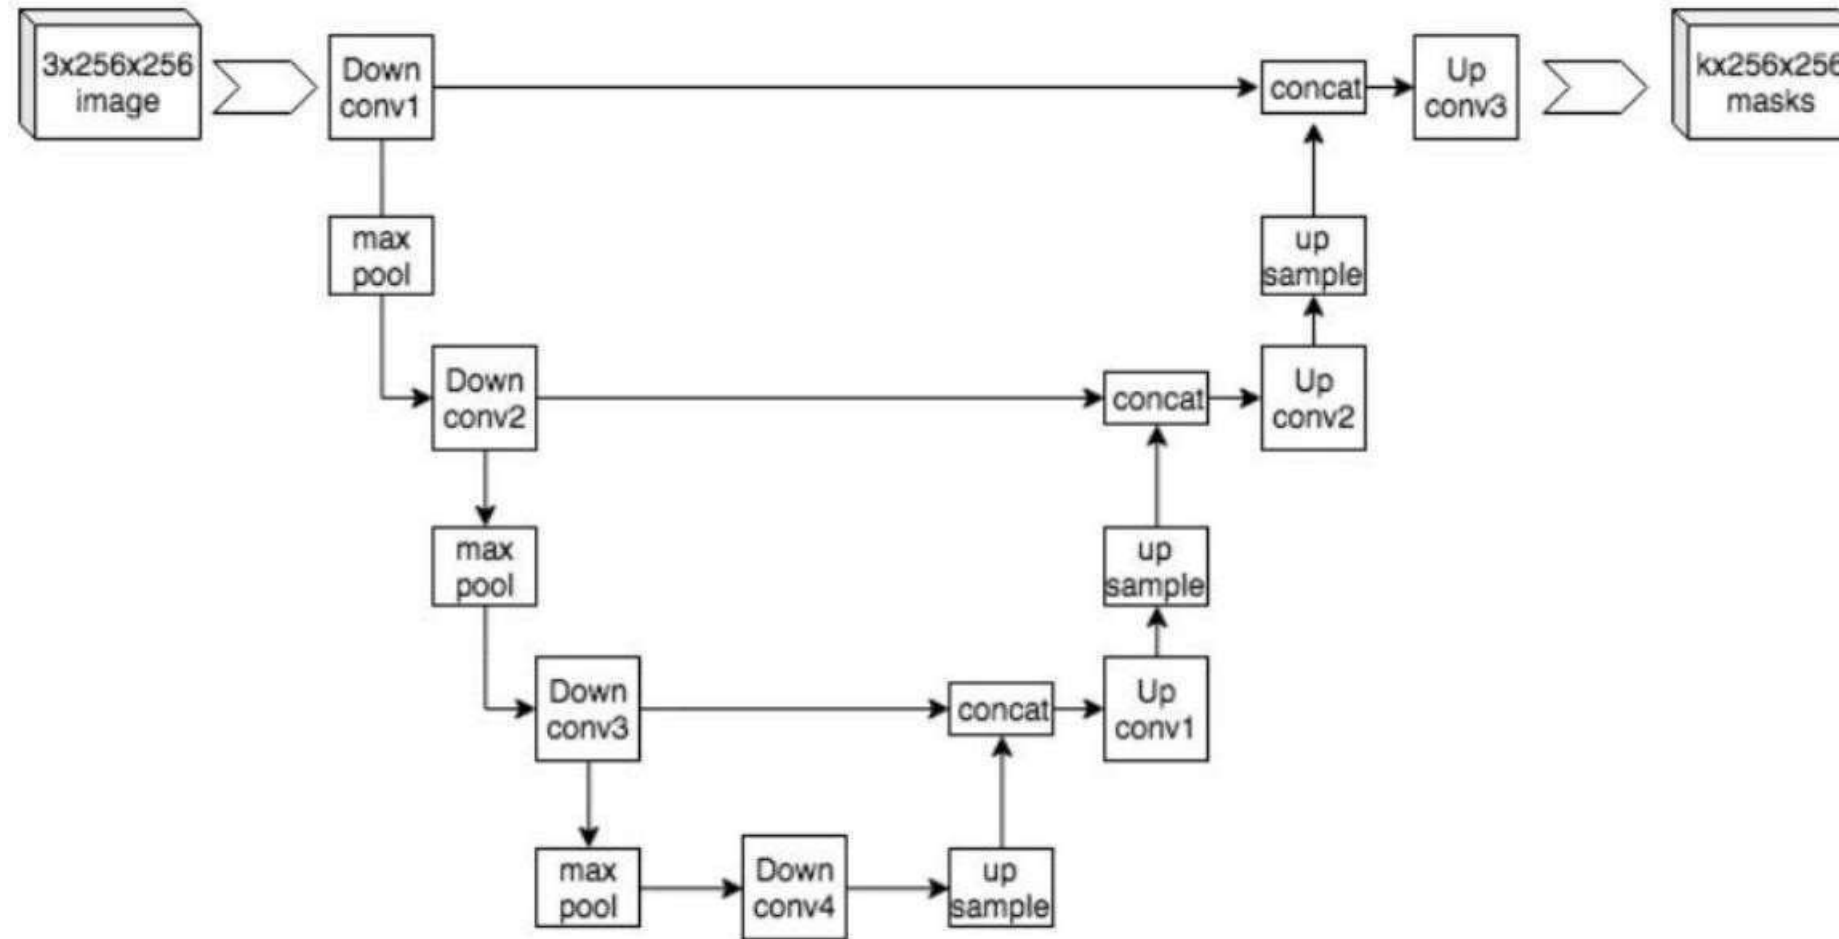 3x256x256
image
Down
conv1
concat
Up
conv3
kx256x256
masks
max
pool
up
sample
Down
conv2
concat
Up
conv2
max
pool
up
sample
Down
conv3
concat
Up
conv1
max
pool
Down
conv4
up
sample